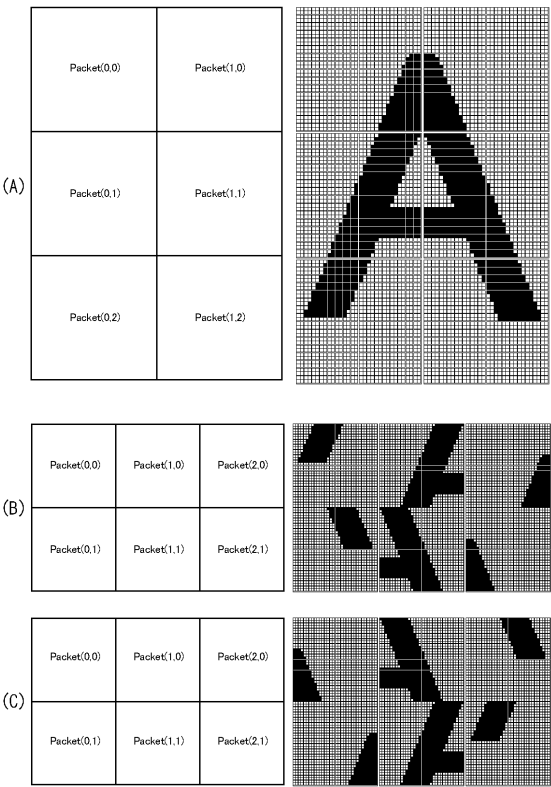 Packet(0,0) Packet(1,0)
(A) Packet(0,1) Packet(1,1)
Packet(0,2) Packet(1,2)
A
Packet(0,0) Packet(1,0) Packet(2,0)
(B)
Packet(0,1) Packet(1,1) Packet(2,1)
Packet(0,0) Packet(1,0) Packet(2,0)
(C)
Packet(0,1) Packet(1,1) Packet(2,1)